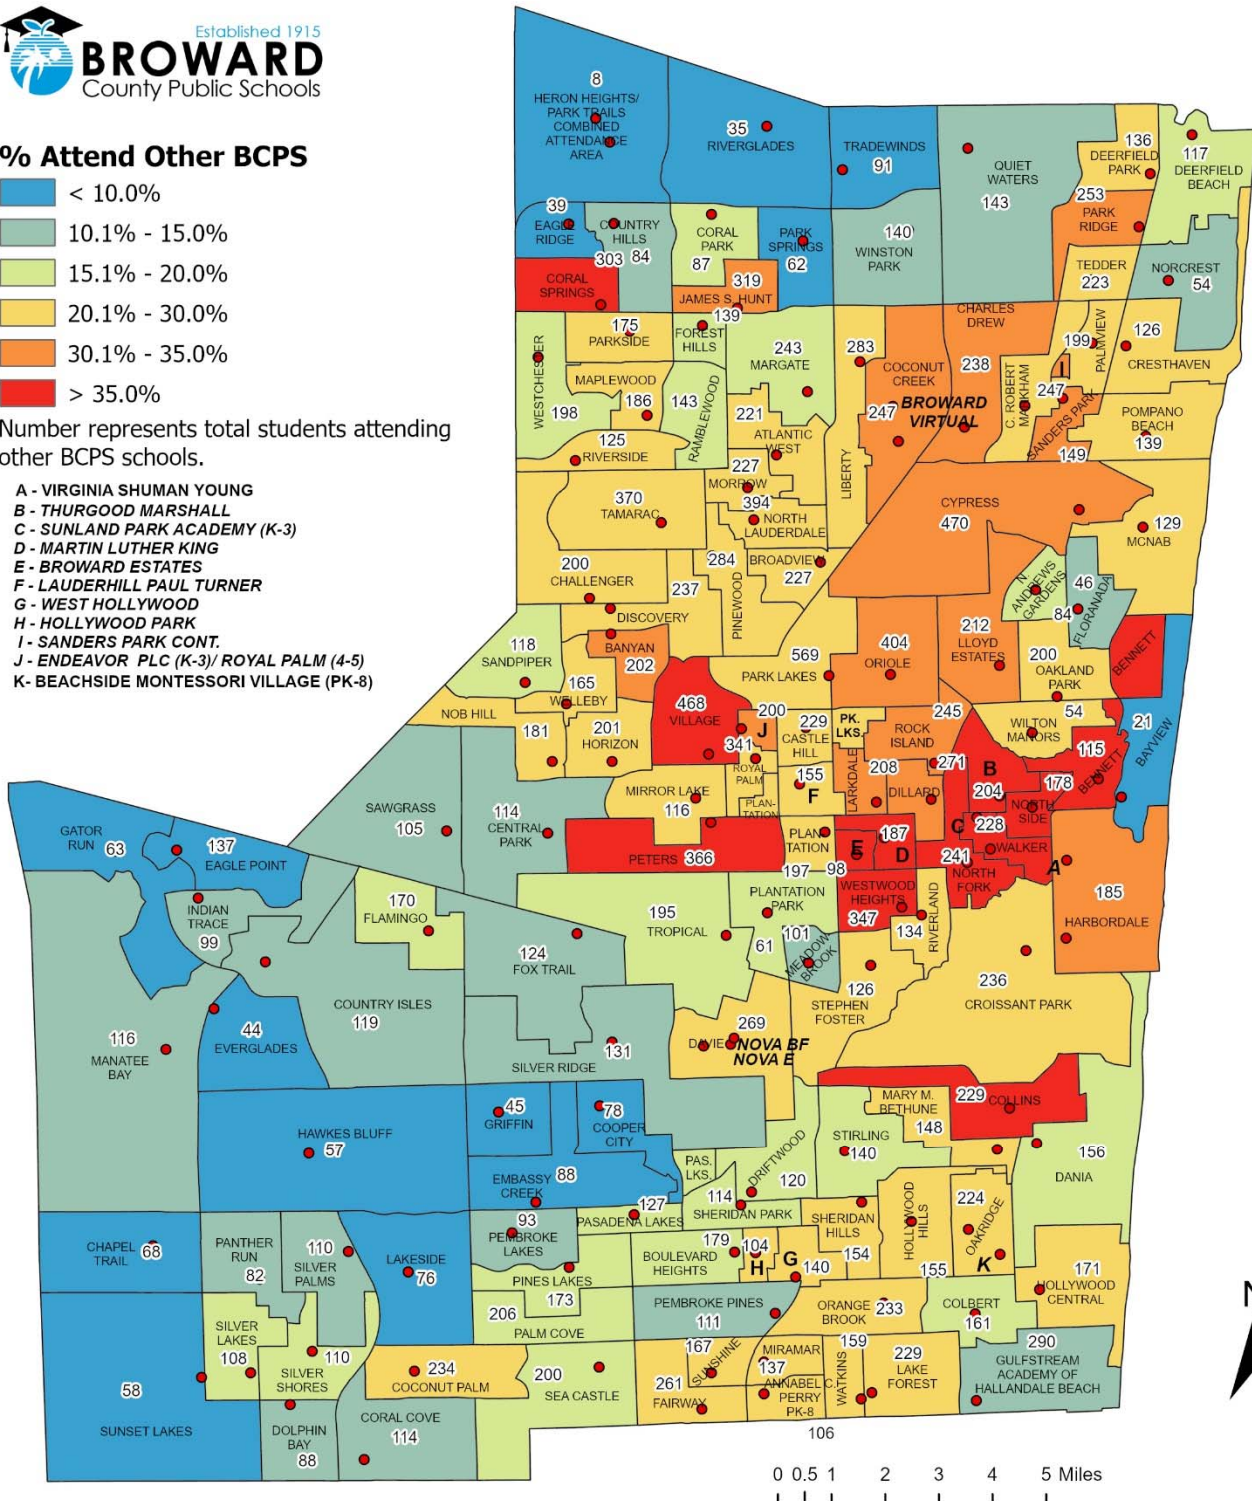 Established 1915
BROWARD
County Public Schools
% Attend Other BCPS
< 10.0%
10.1% - 15.0%
15.1% - 20.0%
20.1% - 30.0%
30.1% - 35.0%
> 35.0%
Number represents total students attending
other BCPS schools.
A - VIRGINIA SHUMAN YOUNG
B - THURGOOD MARSHALL
C - SUNLAND PARK ACADEMY (K-3)
D - MARTIN LUTHER KING
E - BROWARD ESTATES
F - LAUDERHILL PAUL TURNER
G - WEST HOLLYWOOD
H - HOLLYWOOD PARK
I - SANDERS PARK CONT.
J - ENDEAVOR PLC (K-3)/ ROYAL PALM (4-5)
K- BEACHSIDE MONTESSORI VILLAGE (PK-8)
8
HERON HEIGHTS/
PARK TRAILS
COMBINED
ATTENDANCE
AREA
35
RIVERGLADES
TRADEWINDS
91
QUIET
WATERS
143
136
DEERFIELD
PARK
117
DEERFIELD
BEACH
253
PARK
RIDGE
39
EAGLE
RIDGE
COUNTRY
HILLS
84
303
CORAL
SPRINGS
CORAL
PARK
87
PARK
SPRINGS
62
140
WINSTON
PARK
319
JAMES S. HUNT
139
TEDDER
223
NORCREST
54
175
PARKSIDE
FOREST
HILLS
243
MARGATE
283
CHARLES
DREW
238
COCONUT
CREEK
247
BROWARD
VIRTUAL
199
PALMVIEW
126
CRESTHAVEN
WESTCHESTER
198
MAPLEWOOD
186
143
RAMBLEWOOD
221
ATLANTIC
WEST
C. ROBERT
MARKHAM
I
247
SANDERS PARK
149
POMPANO
BEACH
139
125
RIVERSIDE
227
MORROW
LIBERTY
370
TAMARAC
394
NORTH
LAUDERDALE
CYPRESS
470
129
MCNAB
200
CHALLENGER
284
BROADVIEW
227
237
PINEWOOD
DISCOVERY
N
ANDREWS
GARDENS
84
46
FLORANADA
118
SANDPIPER
BANYAN
202
569
PARK LAKES
404
ORIOLE
212
LLOYD
ESTATES
200
OAKLAND
PARK
BENNETT
165
WELLEBY
468
VILLAGE
NOB HILL
181
201
HORIZON
200
J
341
ROYAL
PALM
229
CASTLE
HILL
PK.
LKS.
245
ROCK
ISLAND
54
WILTON
MANORS
21
BAYVIEW
115
BENNETT
271
B
204
178
NORTH
SIDE
155
F
LARKDALE
208
DILLARD
MIRROR LAKE
116
PLAN-
TATION
SAWGRASS
105
114
CENTRAL
PARK
PETERS 366
PLAN-
TATION
197
98
187
E
D
C
228
WALKER
241
NORTH
FORK
A
GATOR
RUN
63
137
EAGLE POINT
INDIAN
TRACE
99
170
FLAMINGO
195
TROPICAL
PLANTATION
PARK
61
WESTWOOD
HEIGHTS
347
101
MEADOW
BROOK
134
RIVERLAND
185
HARBORDALE
124
FOX TRAIL
COUNTRY ISLES
119
126
STEPHEN
FOSTER
236
CROISSANT PARK
116
MANATEE
BAY
44
EVERGLADES
131
SILVER RIDGE
269
DAVIE
NOVA BF
NOVA E
45
GRIFFIN
78
COOPER
CITY
MARY M.
BETHUNE
148
229
COLLINS
HAWKES BLUFF
57
STIRLING
140
156
DANIA
EMBASSY
CREEK
88
PAS.
LKS.
DRIFTWOOD
120
114
SHERIDAN PARK
127
PASADENA LAKES
93
PEMBROKE
LAKES
SHERIDAN
HILLS
154
HOLLYWOOD
HILLS
155
224
OAKRIDGE
K
CHAPEL
TRAIL
68
PANTHER
RUN
82
110
SILVER
PALMS
LAKESIDE
76
179
BOULEVARD
HEIGHTS
104
H
G
140
171
HOLLYWOOD
CENTRAL
PINES LAKES
173
206
PALM COVE
PEMBROKE PINES
111
ORANGE
BROOK
233
COLBERT
161
SILVER
LAKES
108
110
SILVER
SHORES
58
SUNSET LAKES
234
COCONUT PALM
200
SEA CASTLE
167
SUNSHINE
261
FAIRWAY
MIRAMAR
137
ANNABEL C.
PERRY
PK-8
159
WATKINS
229
LAKE
FOREST
290
GULFSTREAM
ACADEMY OF
HALLANDALE BEACH
DOLPHIN
BAY
88
CORAL COVE
114
106
N
0 0.5 1 2 3 4 5 Miles